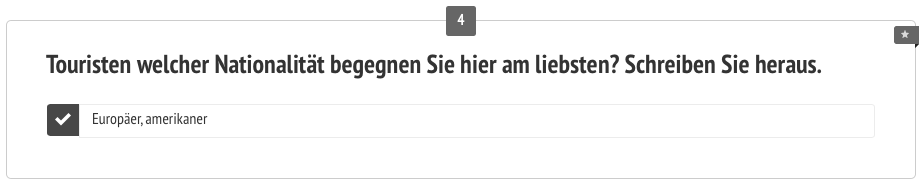 4
Touristen welcher Nationalität begegnen Sie hier am liebsten? Schreiben Sie heraus.
Europäer, amerikaner